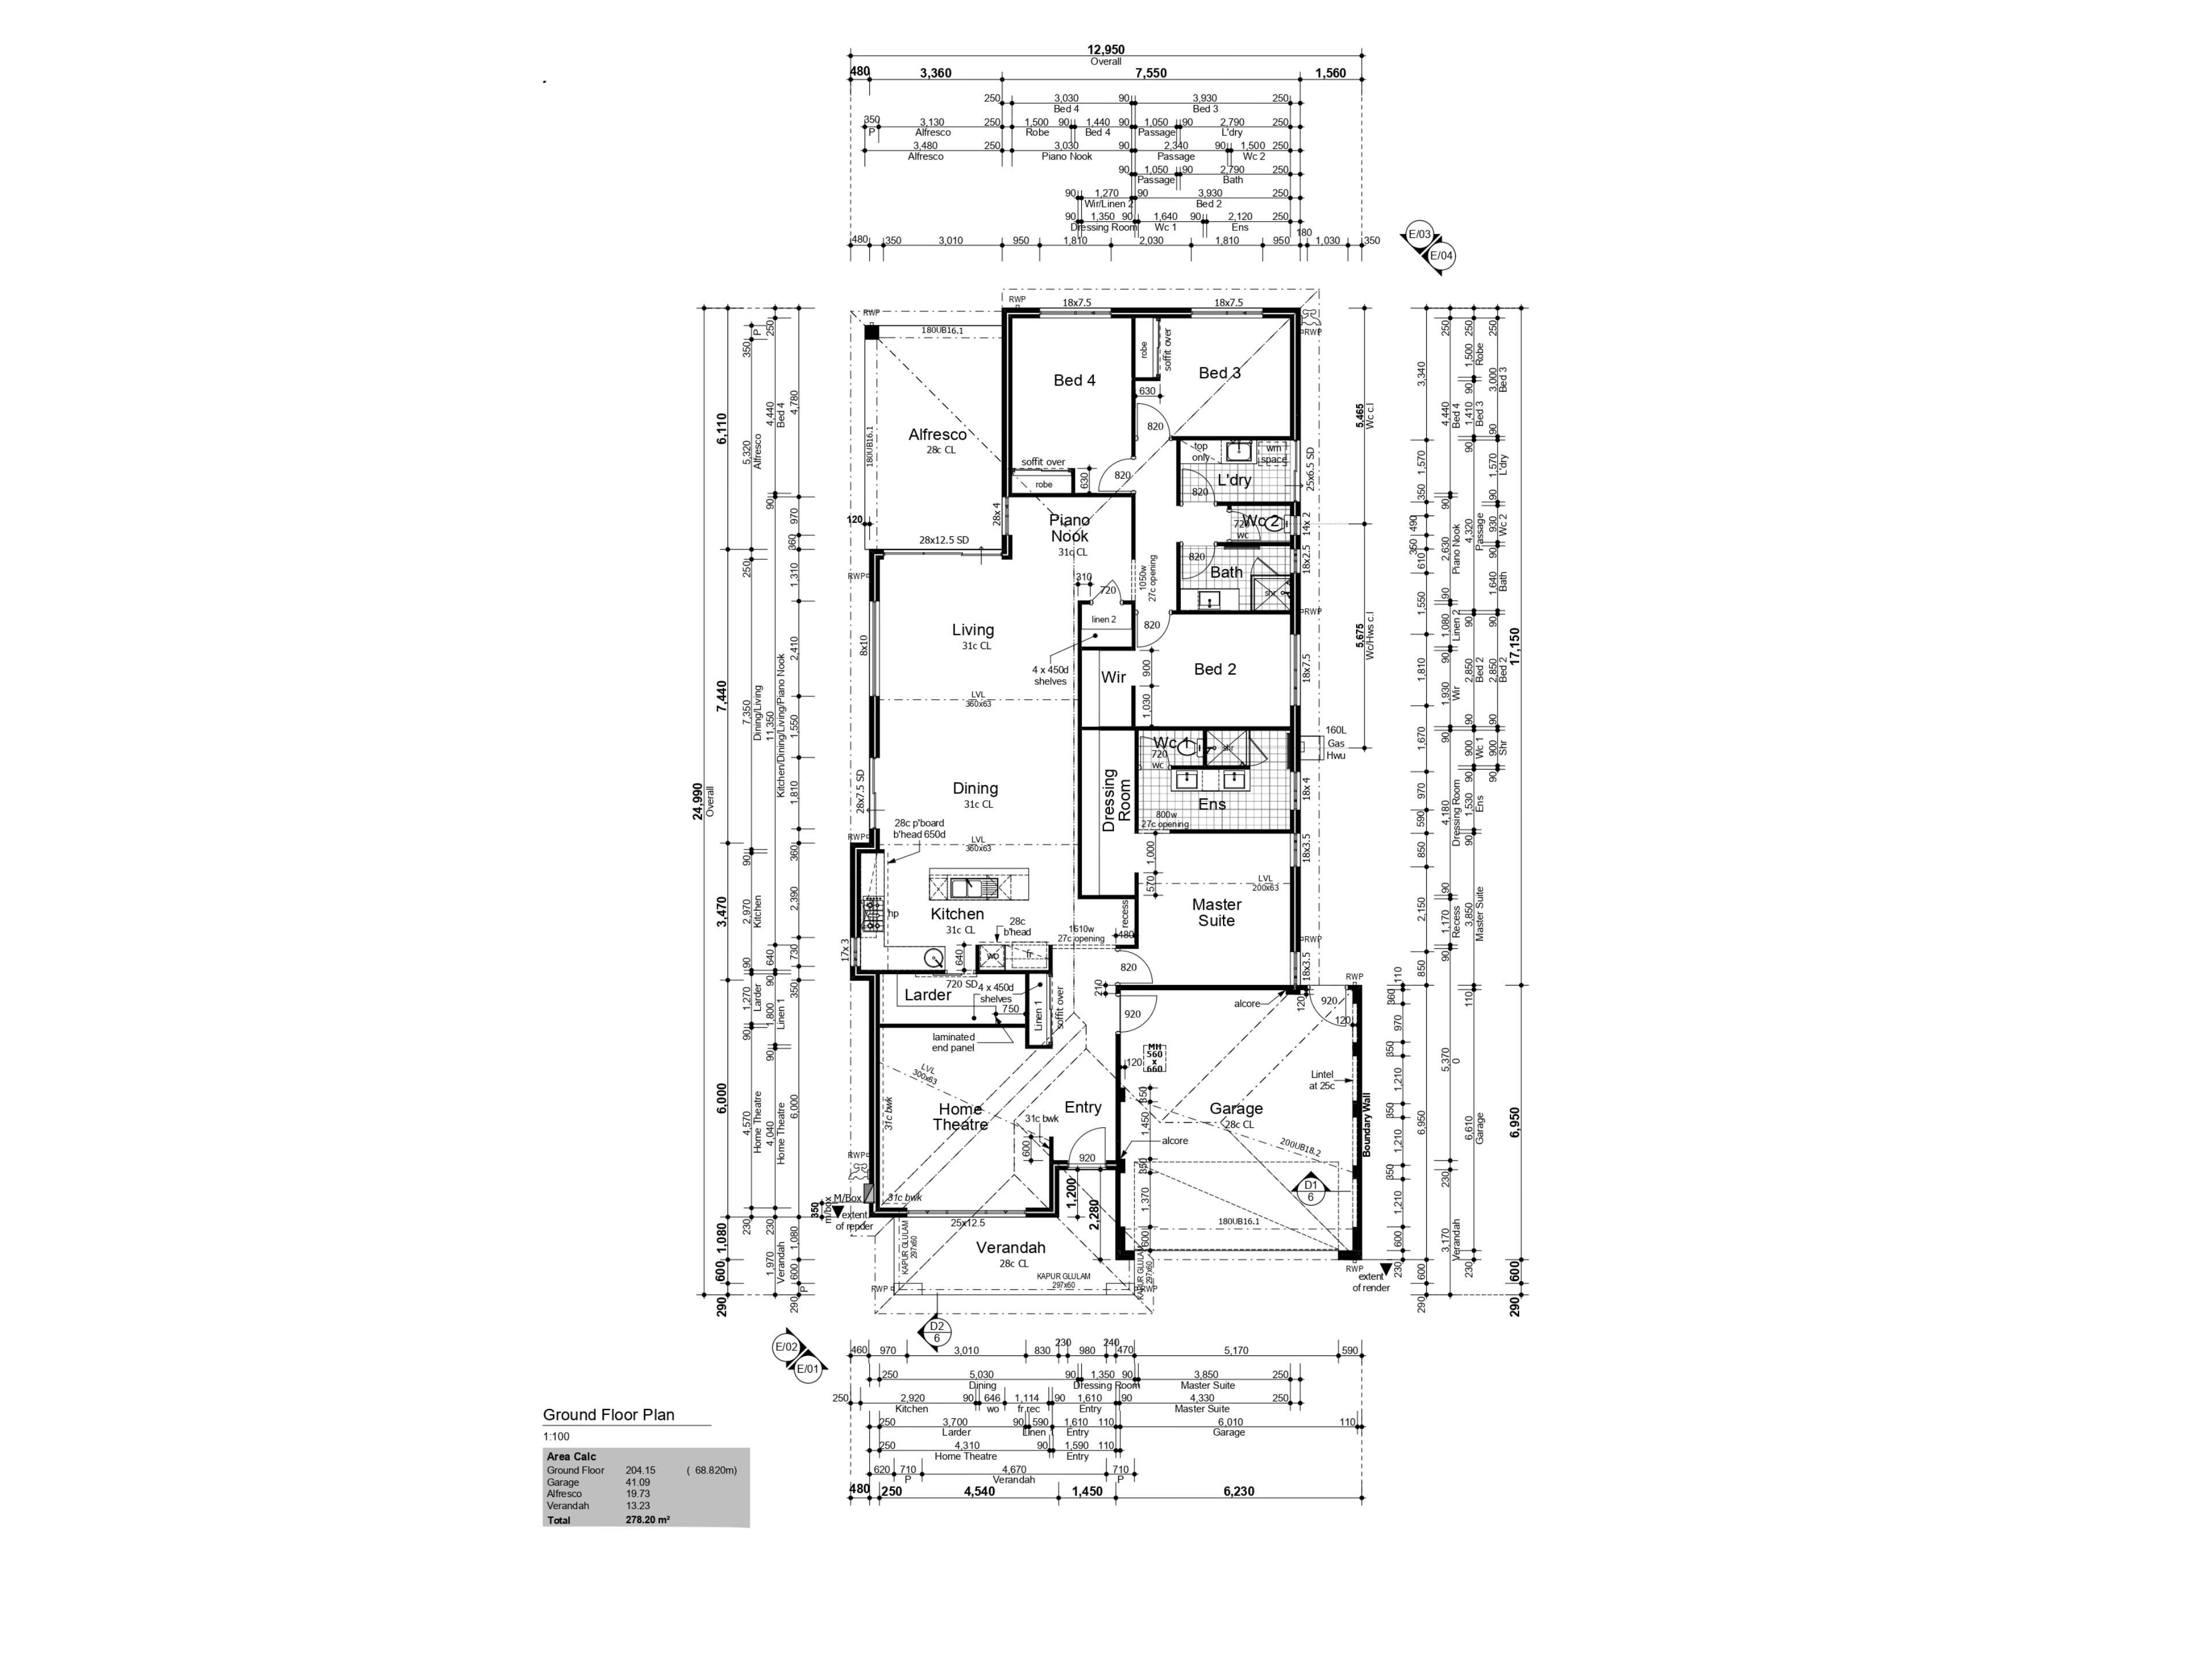 12,950
Overall
480 3,360 7,550 1,560
250 3,030 90 3,930 250
Bed 4 Bed 3
350 3,130 250 1,500 90 1,440 90 1,050 90 2,790 250
P Alfresco Robe Bed 4 Passage L'dry
3,480 250 3,030 90 2,340 90 1,500 250
Alfresco Piano Nook Passage Wc 2
90 1,050 90 2,790 250
Passage Bath
90 1,270 90 3,930 250
Wir/Linen 2 Bed 2
90 1,350 90 1,640 90 2,120 250
Dressing Room Wc 1 Ens
480 350 3,010 950 1,810 2,030 1,810 950 180 1,030 350
E/03
E/04
RWP
18x7.5 18x7.5
RWP
180UB16.1
RWP
robe
soffit over
Bed 4
Bed 3
630
820
Alfresco
28c CL
180UB16.1
soffit over
robe
630
820
top
only
wm
space
L'dry
820
25x6.5 SD
28x 4
120
28x12.5 SD
Piano
Nook
31c CL
720
wc
Wc 2
14x 2
820
Bath
shr
18x2.5
1050w
27c opening
RWP
310
720
linen 2
820
RWP
Living
31c CL
8x10
4 x 450d
shelves
Wir
900
1,030
Bed 2
18x7.5
LVL
360x63
160L
Gas
Hwu
Wc 1
720
wc
shr
Dressing
Room
Ens
18x 4
800w
27c opening
28x7.5 SD
Dining
31c CL
RWP
28c p'board
b'head 650d
LVL
360x63
18x3.5
1,000
570
LVL
200x63
hp
Kitchen
31c CL
28c
b'head
1610w
27c opening
recess
480
Master
Suite
RWP
17x 3
640
wo
fr
820
18x3.5
Larder
720 SD
4 x 450d
shelves
750
Linen 1
soffit over
210
alcore
120
920
RWP
920
120
laminated
end panel
MH
560
x
660
120
Lintel
at 25c
LVL
300x63
31c bwk
Home
Theatre
Entry
31c bwk
350
1,450
Garage
28c CL
Boundary Wall
alcore
200UB18.2
600
920
350
RWP
D1
6
M/Box
31c bwk
350
m/box
extent
of render
25x12.5
1,200
2,280
1,370
180UB16.1
600
KAPUR GLULAM
297x60
Verandah
28c CL
KAPUR GLULAM
297x60
KAPUR GLULAM
297x60
RWP
RWP
RWP
extent
of render
D2
6
E/02
E/01
24,990
Overall
6,110
7,440
3,470
6,000
1,080
600
290
350 P
5,320
Alfresco
250
7,350
Dining/Living
90
2,970
Kitchen
90
1,270
Larder
90
4,570
Home Theatre
230
250
4,440
Bed 4
90
11,350
Kitchen/Dining/Living/Piano Nook
640
90
1,800
Linen 1
90
4,040
Home Theatre
230
1,970
Verandah
4,780
970
360
1,310
2,410
1,550
1,810
360
2,390
730
350
6,000
1,080
600
290
P
5,465
Wc c.l
5,675
Wc/Hws c.l
110
360
970
350
1,210
350
1,210
350
1,210
600
230
3,340
1,570
350
490
350
610
1,550
1,810
1,670
970
590
850
2,150
850
6,950
600
290
250
4,440
Bed 4
90
2,630
Piano Nook
90
1,080
Linen 2
90
1,930
Wir
90
4,180
Dressing Room
90
1,170
Recess
90
5,370
0
230
3,170
Verandah
250
1,500
Robe
90
1,410
Bed 3
90
4,320
Passage
90
2,850
Bed 2
90
900
Wc 1
90
1,530
Ens
90
3,850
Master Suite
110
6,610
Garage
230
250
3,000
Bed 3
90
1,570
L'dry
90
930
Wc 2
90
1,640
Bath
90
2,850
Bed 2
90
900
Shr
90
17,150
6,950
600
290
460 970 3,010 830 230 980 240 470 5,170 590
250 5,030 90 1,350 90 3,850 250
Dining Dressing Room Master Suite
250 2,920 90 646 1,114 90 1,610 90 4,330 250
Kitchen wo fr rec Entry Master Suite
250 3,700 90 590 1,610 110 6,010 110
Larder Linen 1 Entry Garage
250 4,310 90 1,590 110
Home Theatre Entry
620 710 4,670 710
P Verandah P
480 250 4,540 1,450 6,230
Ground Floor Plan
1:100
Area Calc
Ground Floor 204.15 ( 68.820m)
Garage 41.09
Alfresco 19.73
Verandah 13.23
Total 278.20 m²